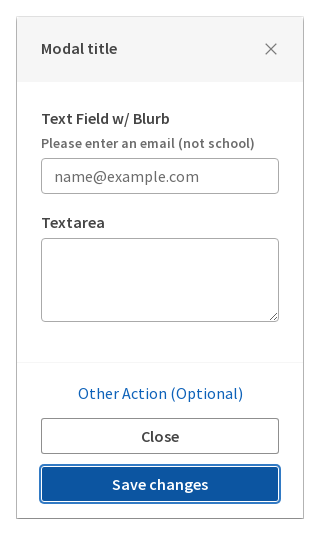 Modal title
Text Field w/ Blurb
Please enter an email (not school)
name@example.com
Textarea
Other Action (Optional)
Close
Save changes